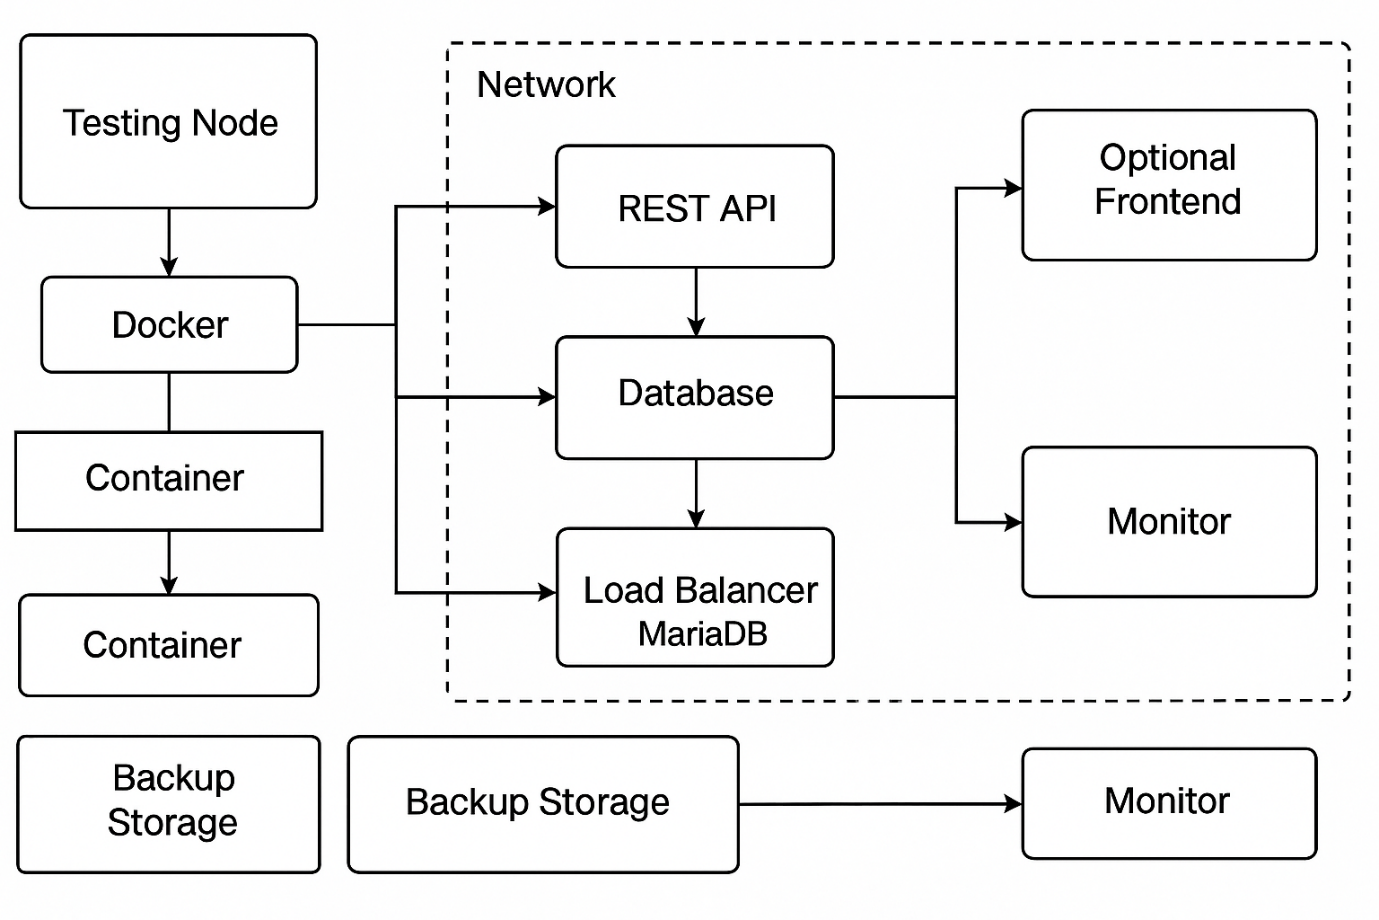 Testing Node
Docker
Container
Container
Network
REST API
Database
Load Balancer
MariaDB
Optional
Frontend
Monitor
Backup
Storage
Backup Storage
Monitor